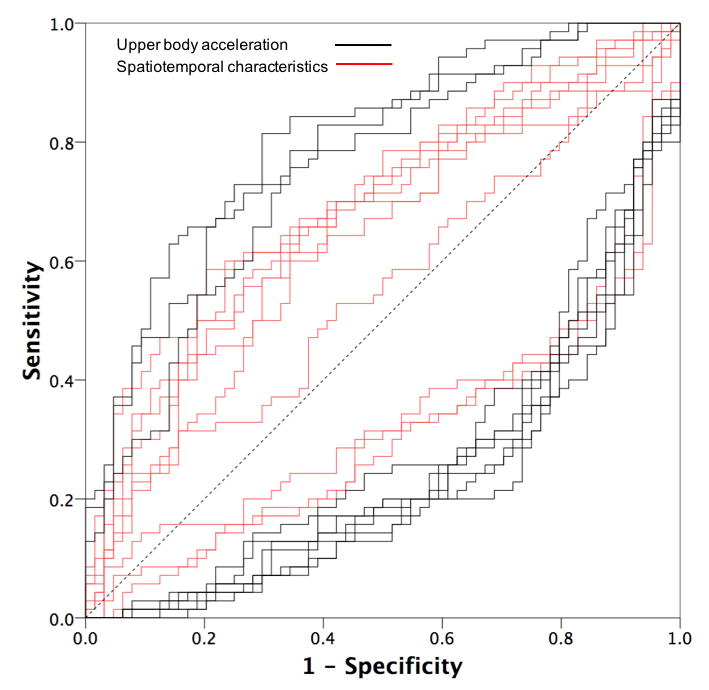 Upper body acceleration
Spatiotemporal characteristics
1.0
0.8
0.6
0.4
0.2
0.0
Sensitivity
0.0 0.2 0.4 0.6 0.8 1.0
1 – Specificity